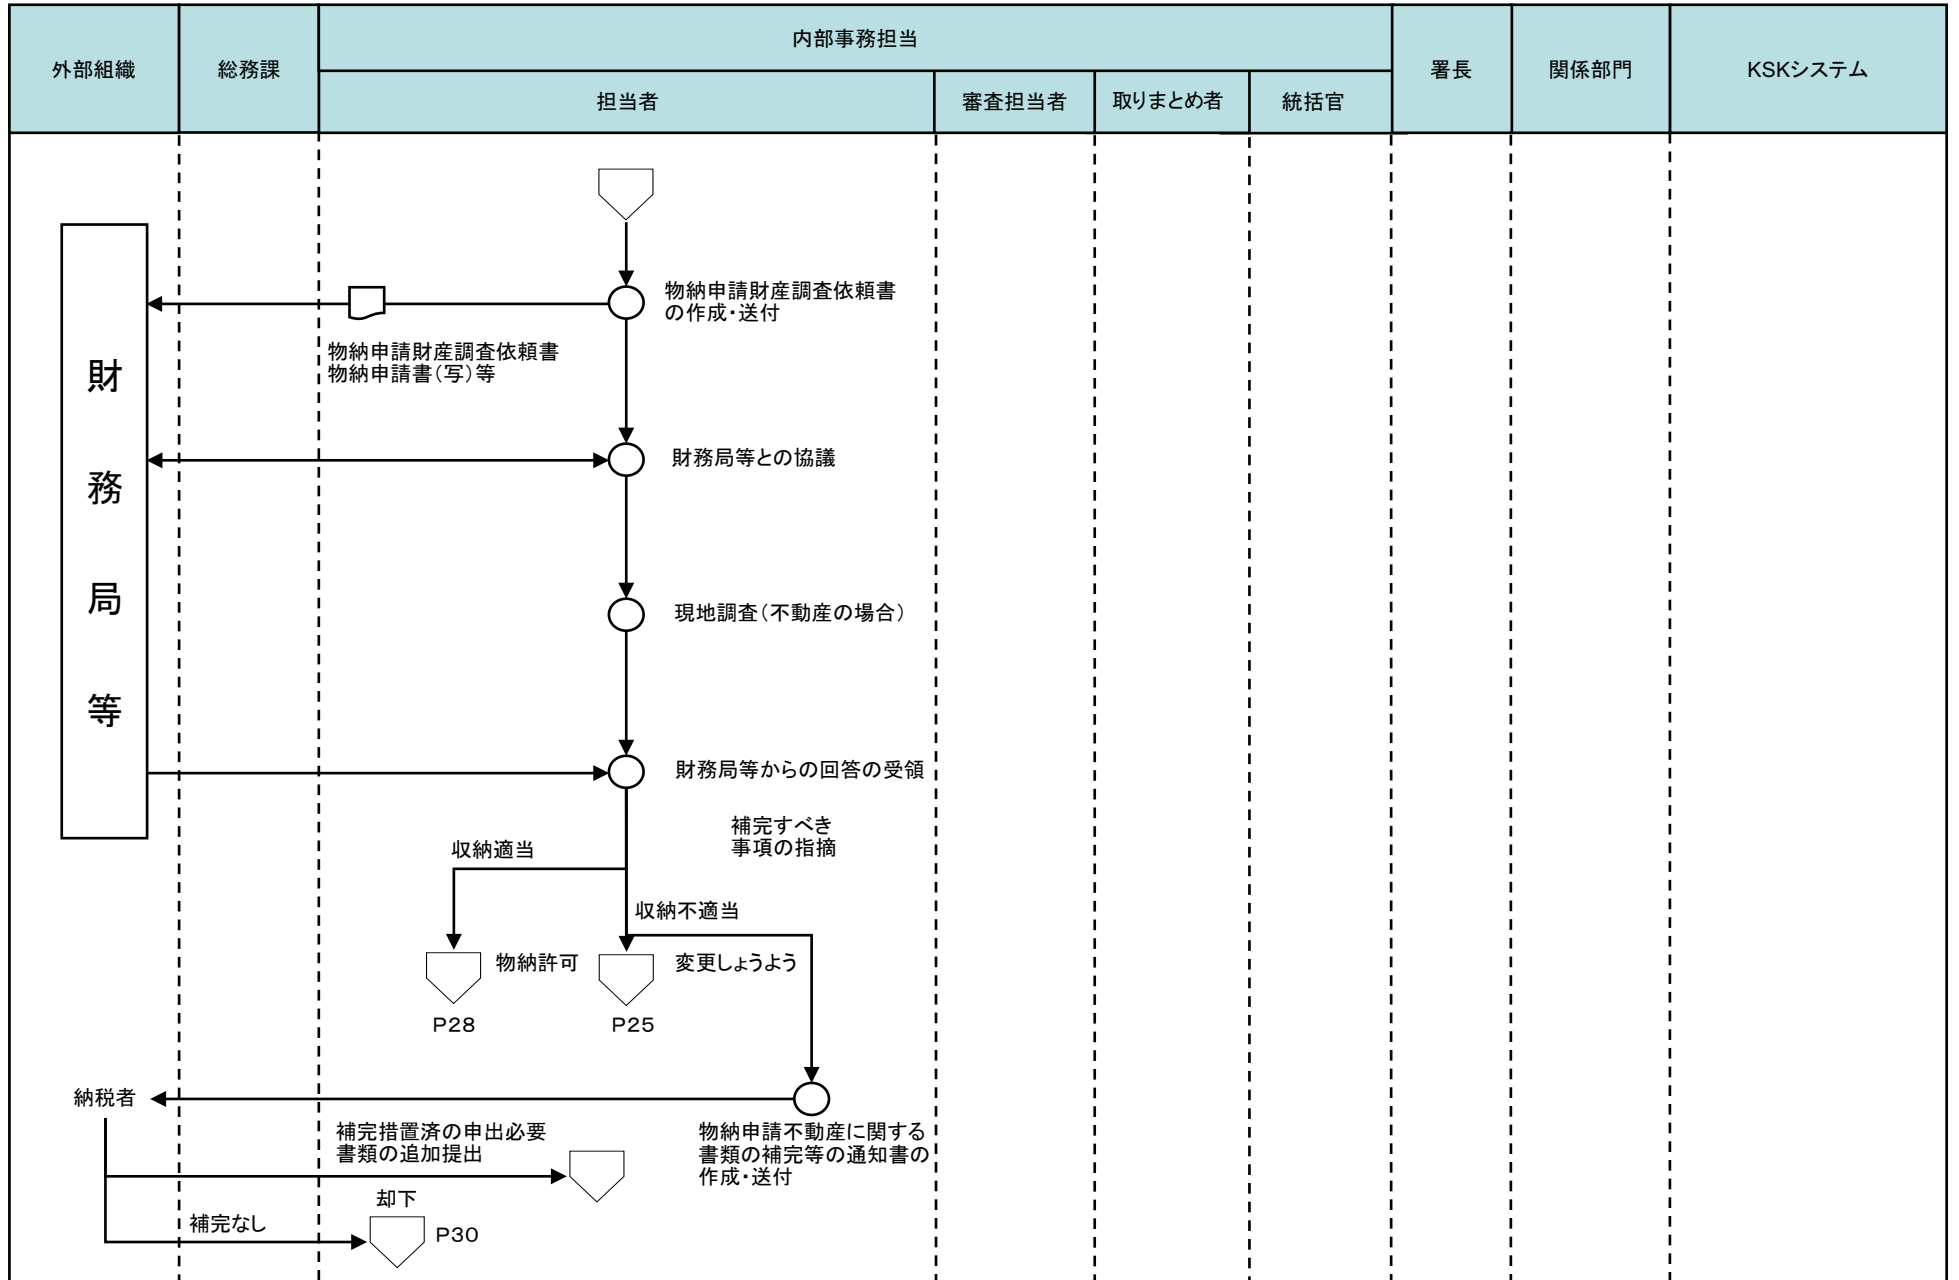 外部組織
総務課
内部事務担当
担当者
審査担当者
取りまとめ者
統括官
署長
関係部門
KSKシステム
財務局等
物納申請財産調査依頼書
の作成・送付
物納申請財産調査依頼書
物納申請書(写)等
財務局等との協議
現地調査(不動産の場合)
財務局等からの回答の受領
補完すべき
事項の指摘
収納適当
収納不適当
物納許可
変更しょうよう
P28
P25
納税者
物納申請不動産に関する
書類の補完等の通知書の
作成・送付
補完措置済の申出必要
書類の追加提出
却下
補完なし
P30